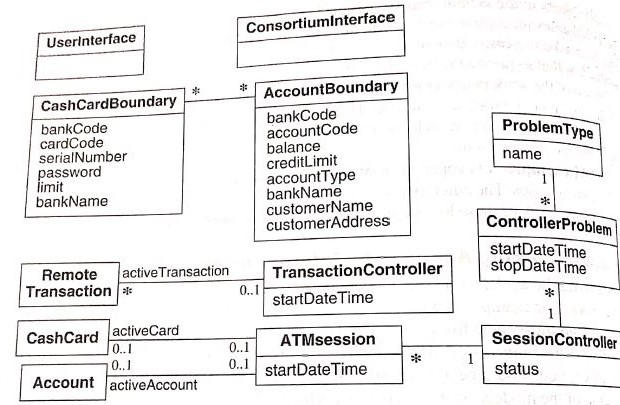 UserInterface
ConsortiumInterface
CashCardBoundary
bankCode
cardCode
serialNumber
password
limit
bankName
* *
AccountBoundary
bankCode
accountCode
balance
creditLimit
accountType
bankName
customerName
customerAddress
ProblemType
name
1
*
ControllerProblem
startDateTime
stopDateTime
*
1
SessionController
status
Remote
Transaction
activeTransaction
* 0..1
TransactionController
startDateTime
CashCard
activeCard
0..1 0..1
ATMsession
startDateTime
* 1
0..1 0..1
Account
activeAccount